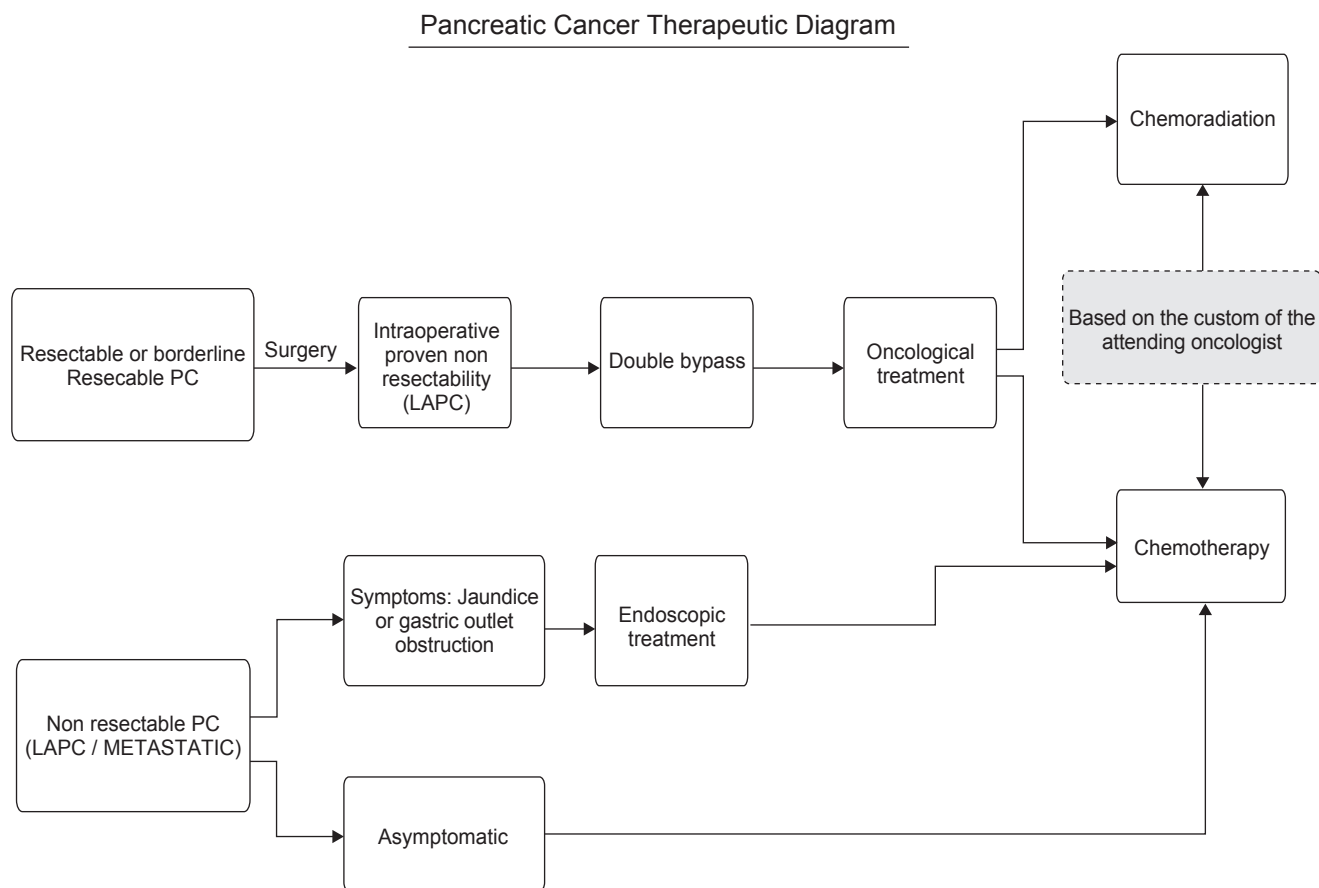 Pancreatic Cancer Therapeutic Diagram
Chemoradiation
Based on the custom of the
attending oncologist
Resectable or borderline
Resecable PC
Surgery
Intraoperative
proven non
resectability
(LAPC)
Double bypass
Oncological
treatment
Chemotherapy
Symptoms: Jaundice
or gastric outlet
obstruction
Endoscopic
treatment
Non resectable PC
(LAPC / METASTATIC)
Asymptomatic